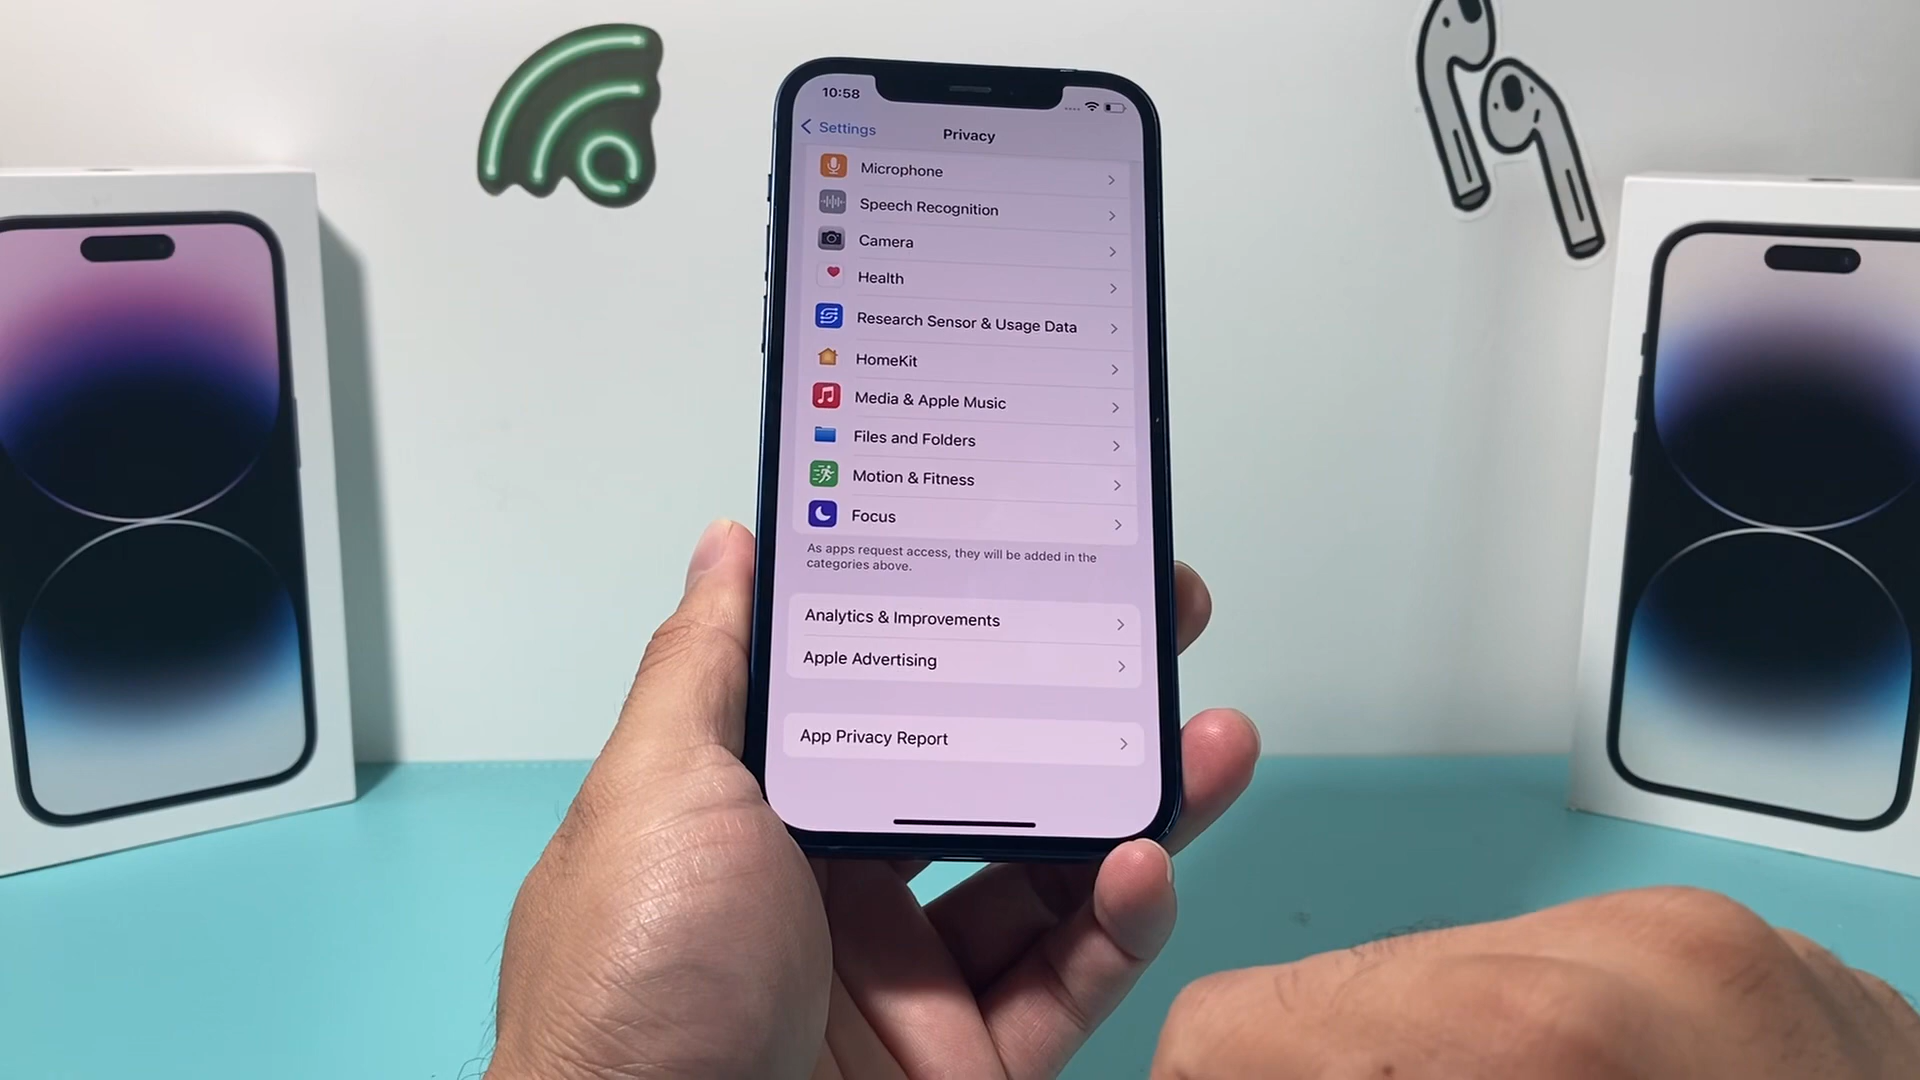 10:58
Settings
Privacy
Microphone
Speech Recognition
Camera
Health
Research Sensor & Usage Data
HomeKit
Media & Apple Music
Files and Folders
Motion & Fitness
Focus
As apps request access, they will be added in the
categories above.
Analytics & Improvements
Apple Advertising
App Privacy Report